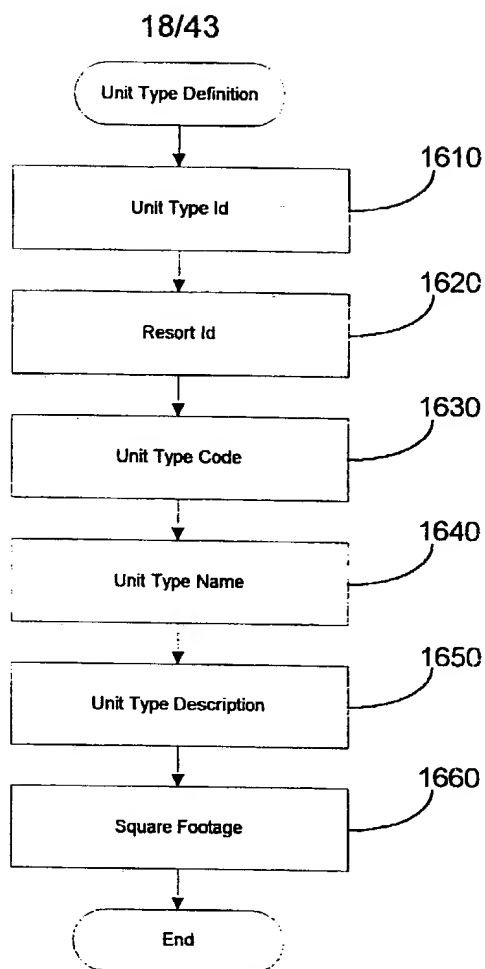 18/43
Unit Type Definition
1610
Unit Type Id
1620
Resort Id
1630
Unit Type Code
1640
Unit Type Name
1650
Unit Type Description
1660
Square Footage
End